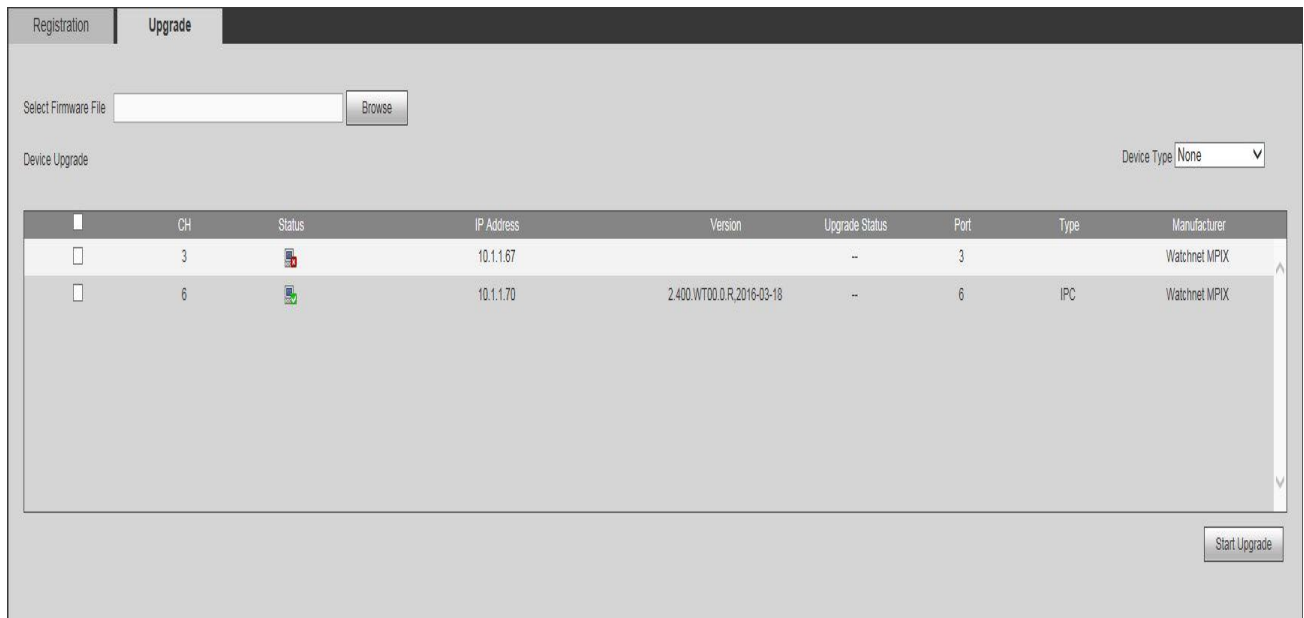 Registration Upgrade
Select Firmware File Browse
Device Upgrade Device Type None
CH Status IP Address Version Upgrade Status Port Type Manufacturer
3 10.1.1.67 -- 3 Watchnet MPIX
6 10.1.1.70 2.400.WT00.0.R,2016-03-18 -- 6 IPC Watchnet MPIX
Start Upgrade